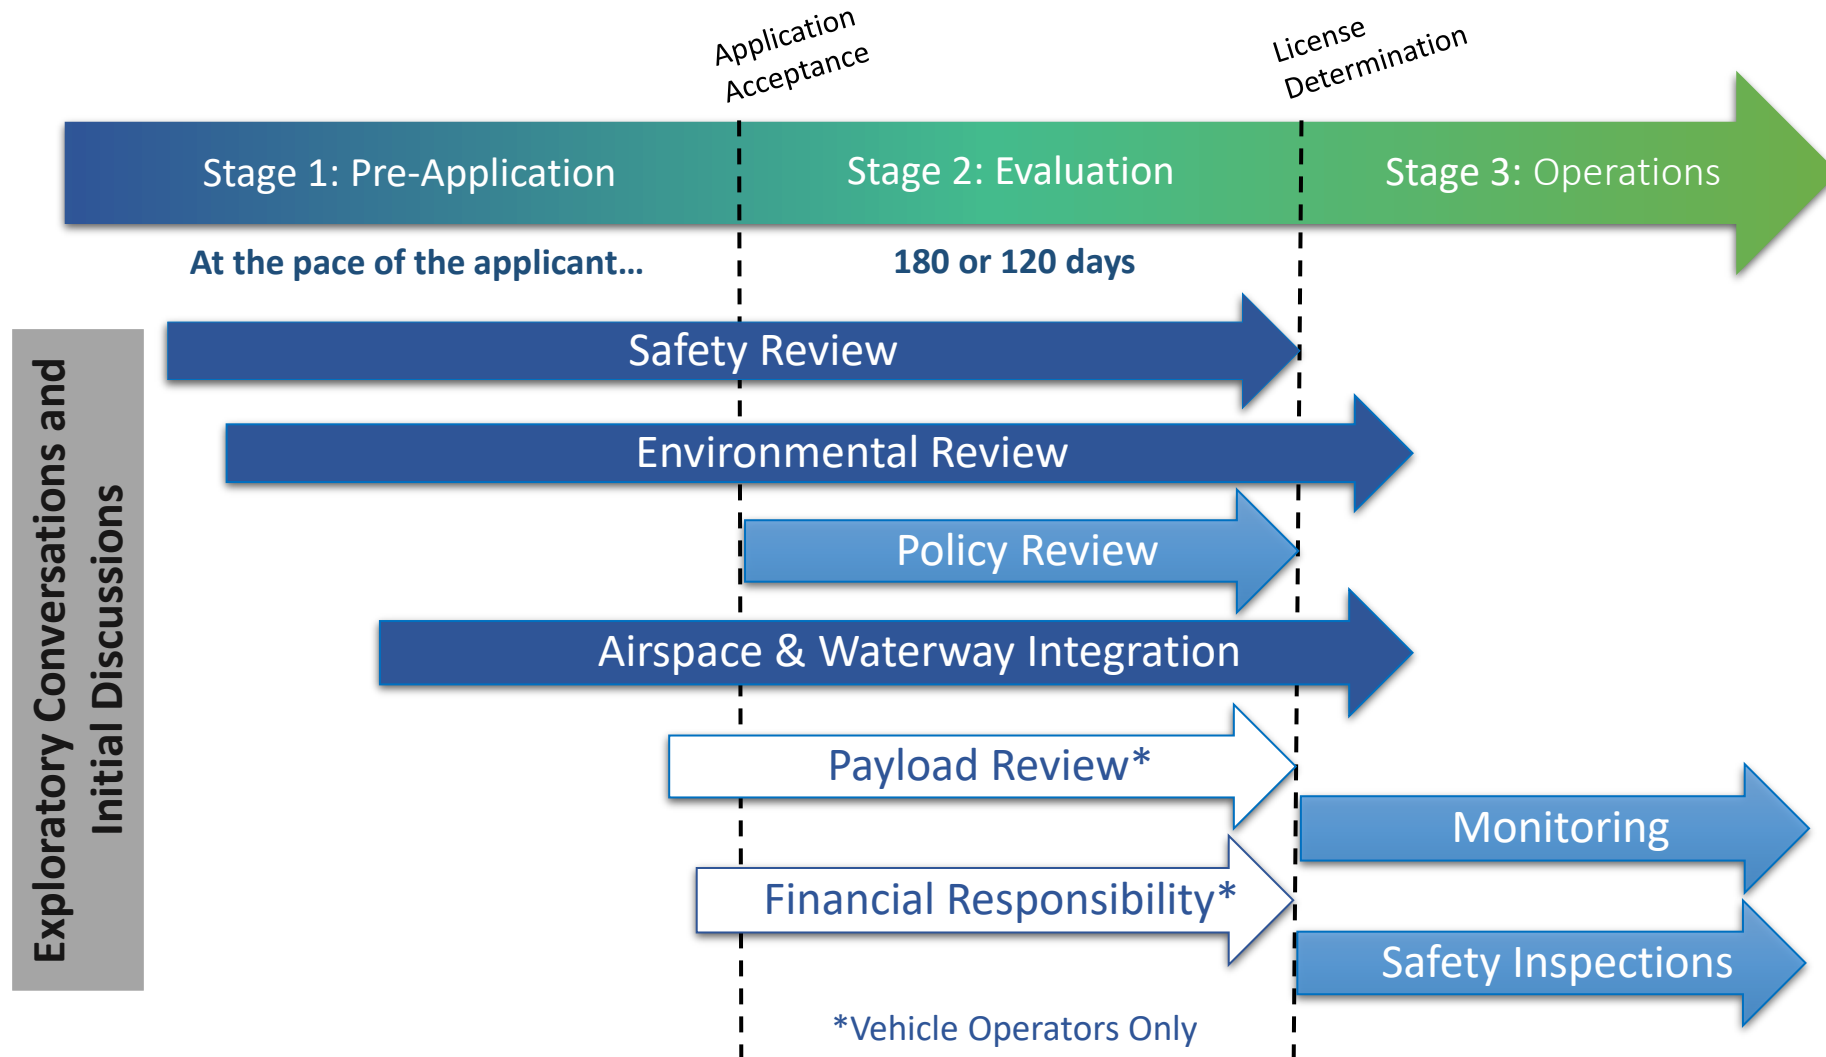 Application
Acceptance
License
Determination
Stage 1: Pre-Application
Stage 2: Evaluation
Stage 3: Operations
At the pace of the applicant…
180 or 120 days
Exploratory Conversations and
Initial Discussions
Safety Review
Environmental Review
Policy Review
Airspace & Waterway Integration
Payload Review*
Monitoring
Financial Responsibility*
Safety Inspections
*Vehicle Operators Only